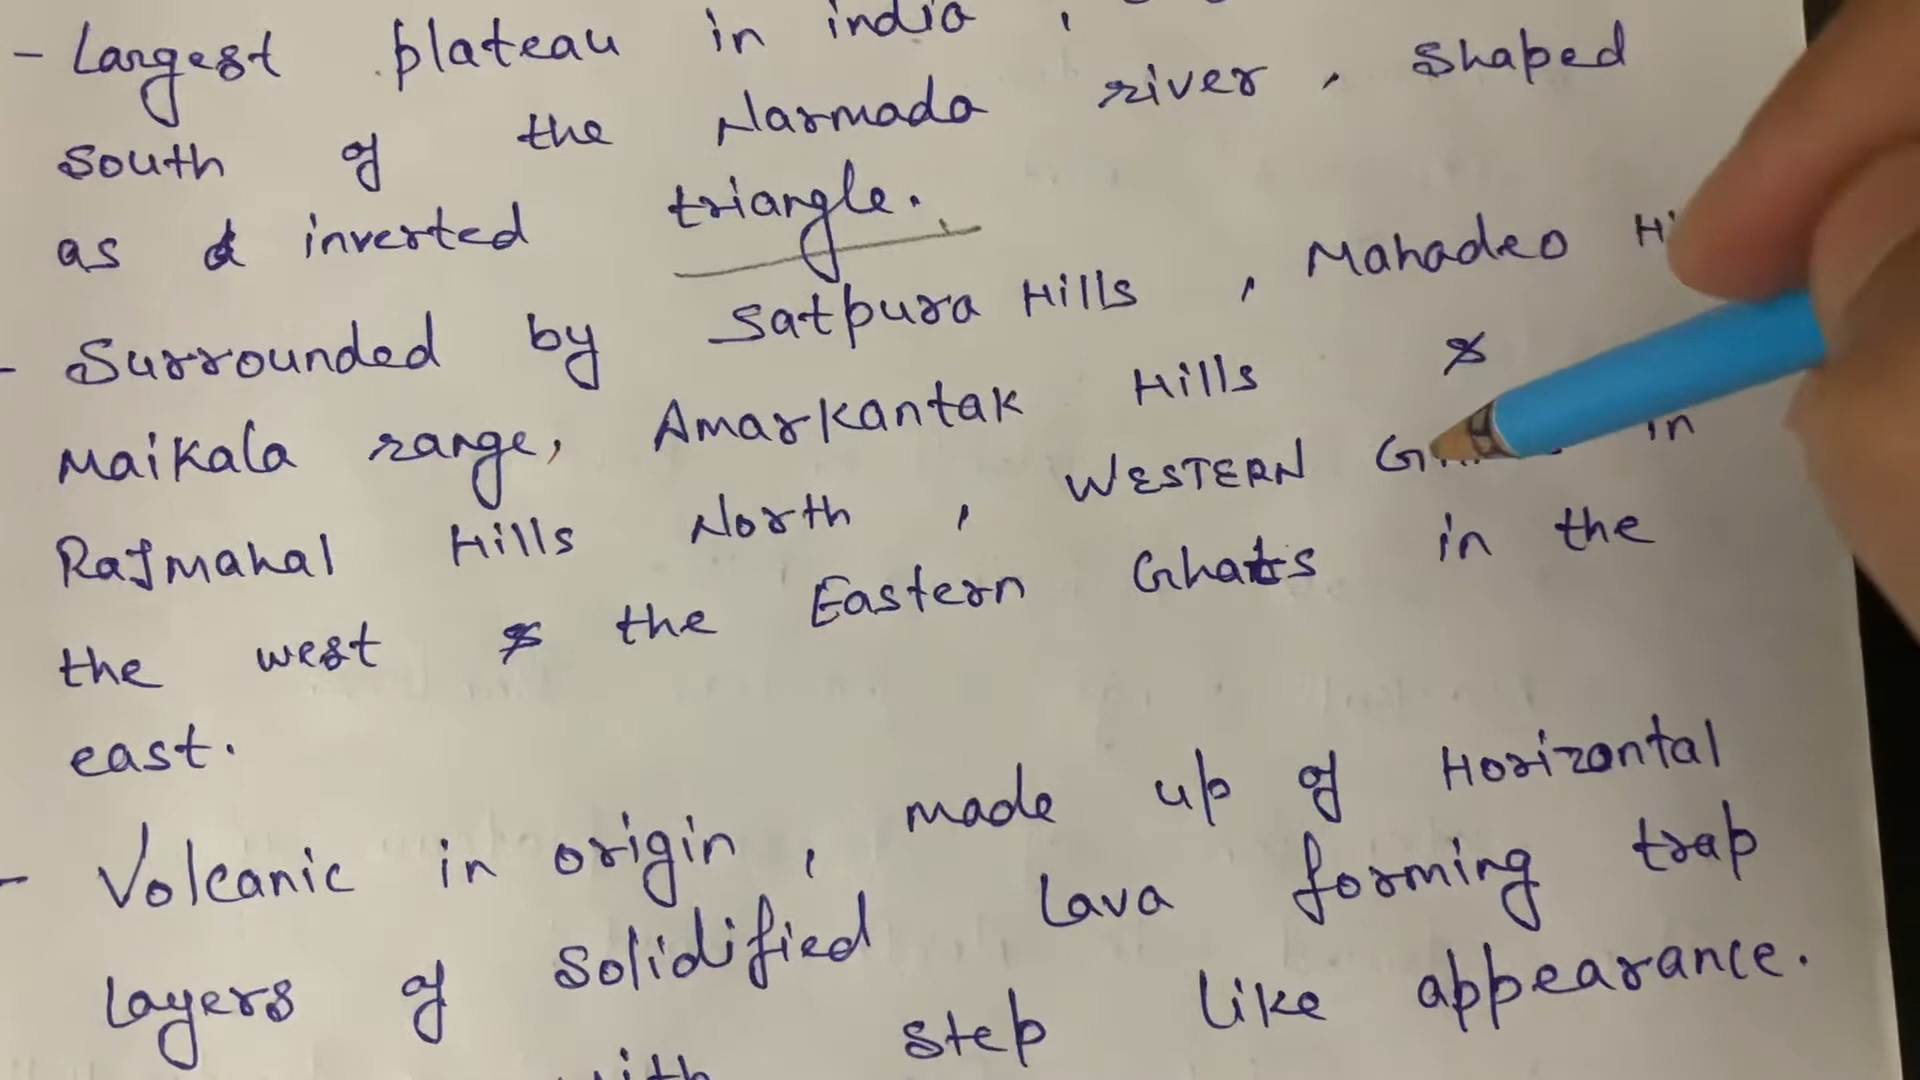 - Largest plateau in india,
south of the Narmada river, shaped
as a inverted triangle.
- Surrounded by Satpura Hills, Mahadeo
Maikala range, Amarkantak Hills &
Rajmahal Hills North, WESTERN in
the west & the Eastern Ghats in the
east.
- Volcanic in origin, made up of Horizontal
layers of solidified lava forming trap
step like appearance.